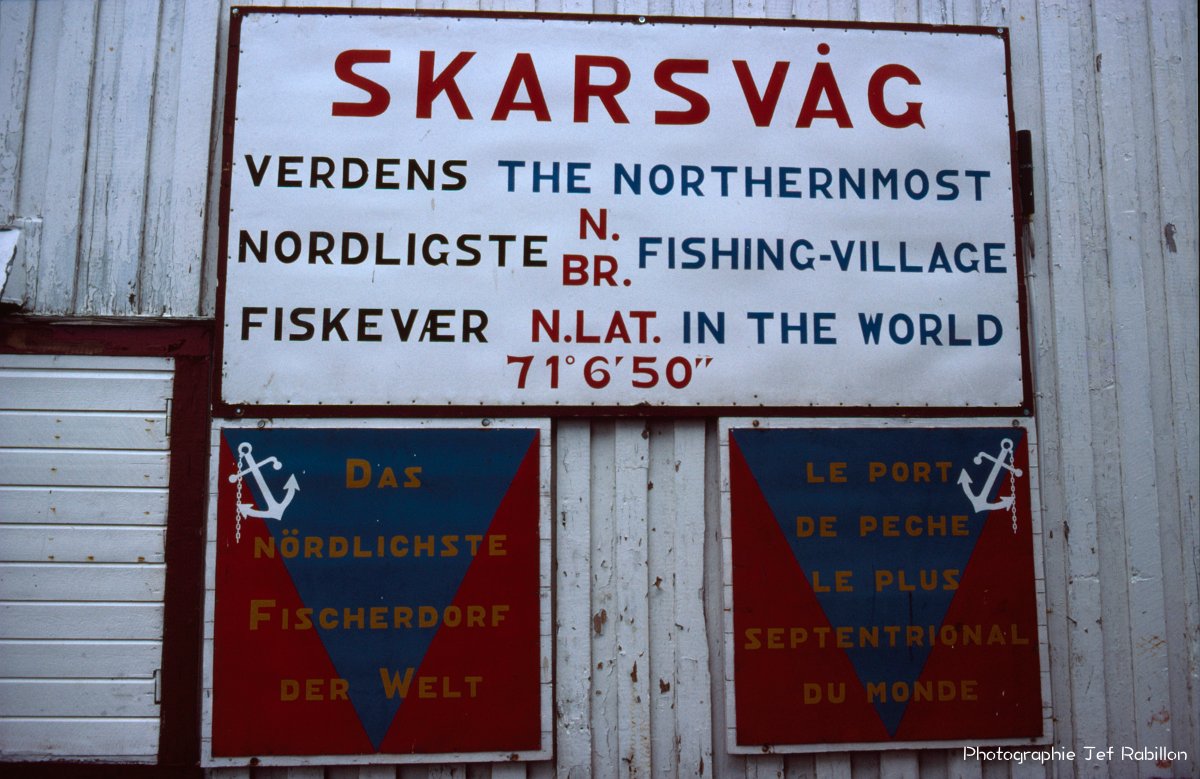 SKARSVÅG
VERDENS THE NORTHERNMOST
NORDLIGSTE N. BR. FISHING-VILLAGE
FISKEVÆR N.LAT. IN THE WORLD
71°6'50"
DAS
NÖRDLICHSTE
FISCHERDORF
DER WELT
LE PORT
DE PECHE
LE PLUS
SEPTENTRIONAL
DU MONDE
Photographie Jef Rabillon